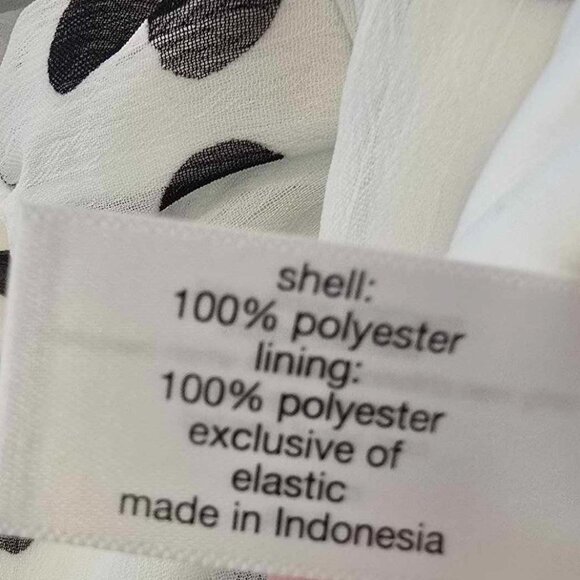 shell:
100% polyester
lining:
100% polyester
exclusive of
elastic
made in Indonesia